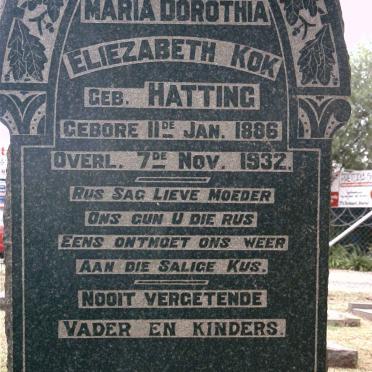 MARIA DOROTHIA
ELIEZABETH KOK
GEB. HATTING
GEBORE 11DE JAN. 1886
OVERL. 7DE NOV. 1932.
RUS SAG LIEVE MOEDER
ONS GUN U DIE RUS
EENS ONTMOET ONS WEER
AAN DIE SALIGE KUS.
NOOIT VERGETENDE
VADER EN KINDERS.